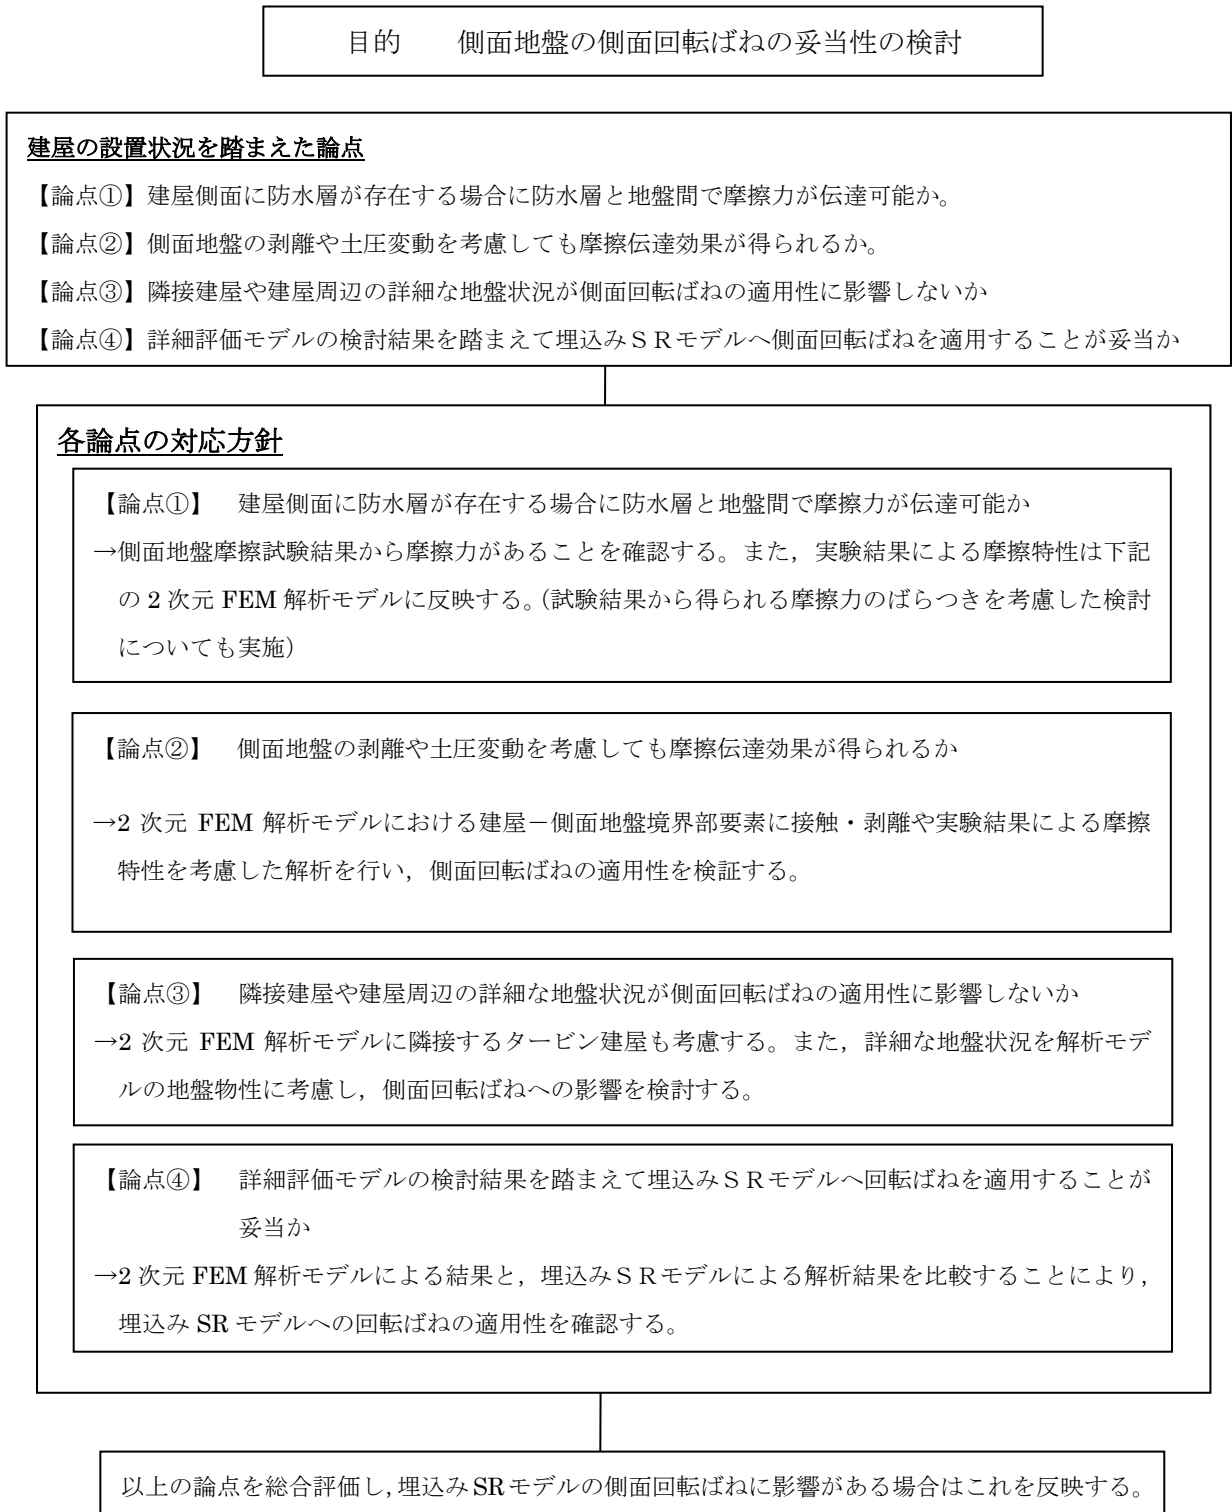 目的　　側面地盤の側面回転ばねの妥当性の検討
建屋の設置状況を踏まえた論点
【論点①】建屋側面に防水層が存在する場合に防水層と地盤間で摩擦力が伝達可能か。
【論点②】側面地盤の剥離や土圧変動を考慮しても摩擦伝達効果が得られるか。
【論点③】隣接建屋や建屋周辺の詳細な地盤状況が側面回転ばねの適用性に影響しないか
【論点④】詳細評価モデルの検討結果を踏まえて埋込みＳＲモデルへ側面回転ばねを適用することが妥当か
各論点の対応方針
【論点①】　建屋側面に防水層が存在する場合に防水層と地盤間で摩擦力が伝達可能か
→側面地盤摩擦試験結果から摩擦力があることを確認する。また，実験結果による摩擦特性は下記
の 2 次元 FEM 解析モデルに反映する。（試験結果から得られる摩擦力のばらつきを考慮した検討
についても実施）
【論点②】　側面地盤の剥離や土圧変動を考慮しても摩擦伝達効果が得られるか
→2 次元 FEM 解析モデルにおける建屋－側面地盤境界部要素に接触・剥離や実験結果による摩擦
特性を考慮した解析を行い，側面回転ばねの適用性を検証する。
【論点③】　隣接建屋や建屋周辺の詳細な地盤状況が側面回転ばねの適用性に影響しないか
→2 次元 FEM 解析モデルに隣接するタービン建屋も考慮する。また，詳細な地盤状況を解析モデ
ルの地盤物性に考慮し，側面回転ばねへの影響を検討する。
【論点④】　詳細評価モデルの検討結果を踏まえて埋込みＳＲモデルへ回転ばねを適用することが
妥当か
→2 次元 FEM 解析モデルによる結果と，埋込みＳＲモデルによる解析結果を比較することにより，
埋込み SR モデルへの回転ばねの適用性を確認する。
以上の論点を総合評価し，埋込み SR モデルの側面回転ばねに影響がある場合はこれを反映する。